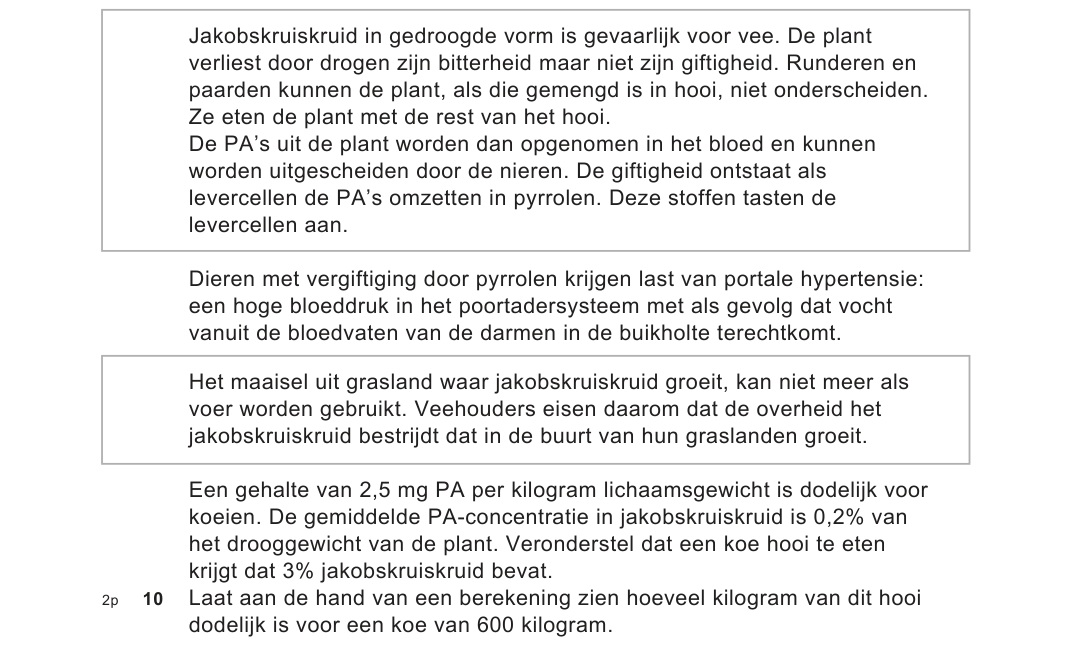 Jakobskruiskruid in gedroogde vorm is gevaarlijk voor vee. De plant
verliest door drogen zijn bitterheid maar niet zijn giftigheid. Runderen en
paarden kunnen de plant, als die gemengd is in hooi, niet onderscheiden.
Ze eten de plant met de rest van het hooi.
De PA’s uit de plant worden dan opgenomen in het bloed en kunnen
worden uitgescheiden door de nieren. De giftigheid ontstaat als
levercellen de PA’s omzetten in pyrrolen. Deze stoffen tasten de
levercellen aan.
Dieren met vergiftiging door pyrrolen krijgen last van portale hypertensie:
een hoge bloeddruk in het poortadersysteem met als gevolg dat vocht
vanuit de bloedvaten van de darmen in de buikholte terechtkomt.
Het maaisel uit grasland waar jakobskruiskruid groeit, kan niet meer als
voer worden gebruikt. Veehouders eisen daarom dat de overheid het
jakobskruiskruid bestrijdt dat in de buurt van hun graslanden groeit.
Een gehalte van 2,5 mg PA per kilogram lichaamsgewicht is dodelijk voor
koeien. De gemiddelde PA-concentratie in jakobskruiskruid is 0,2% van
het drooggewicht van de plant. Veronderstel dat een koe hooi te eten
krijgt dat 3% jakobskruiskruid bevat.
2p 10 Laat aan de hand van een berekening zien hoeveel kilogram van dit hooi
dodelijk is voor een koe van 600 kilogram.